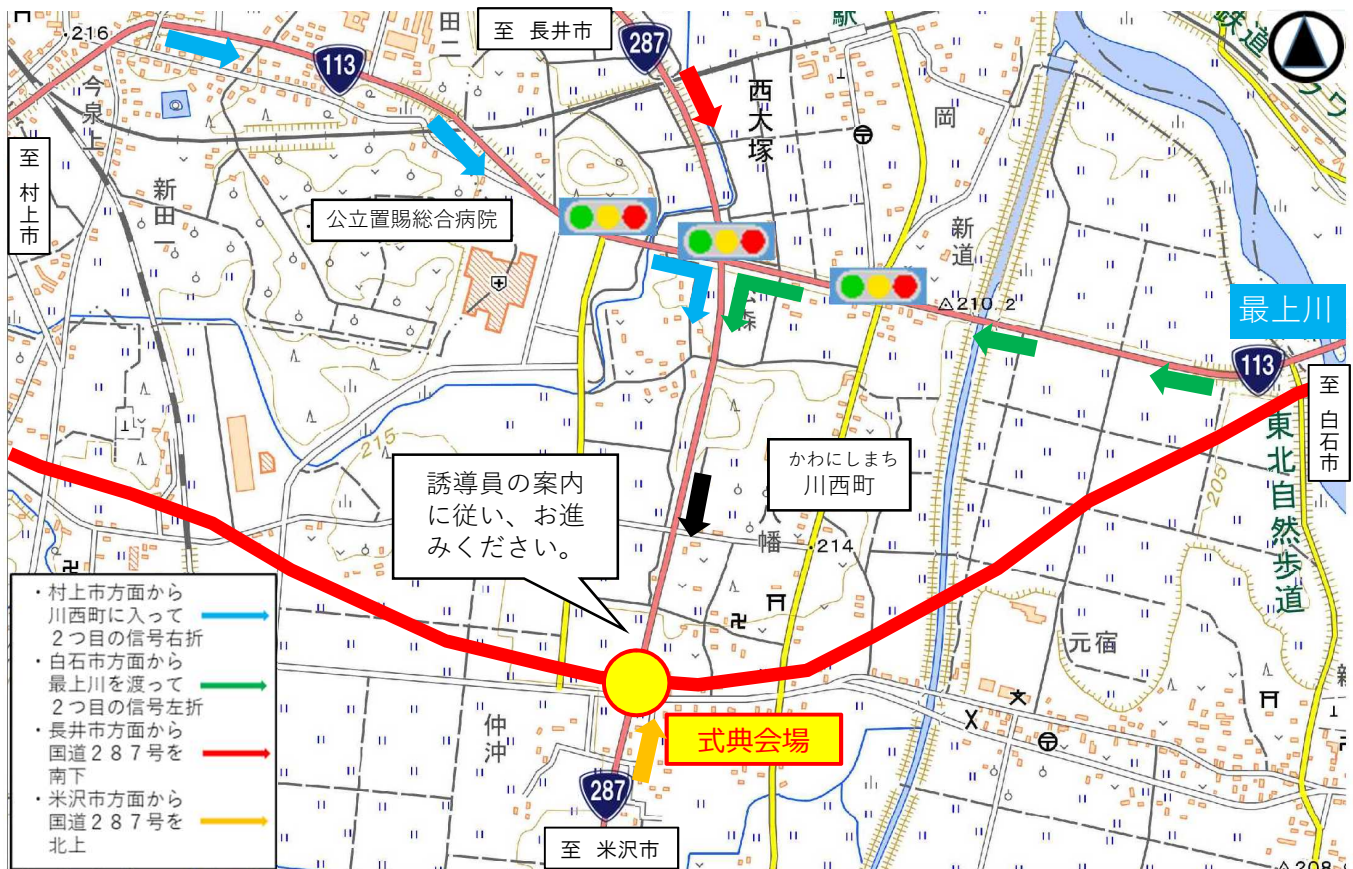 216
今泉上
113
田二
至 長井市
287
駅
西大塚
岡
新道
至 村上市
新田一
公立置賜総合病院
210.2
最上川
113
至 白石市
森
東北自然歩道
205
215
誘導員の案内
に従い、お進
みください。
かわにしまち
川西町
八幡
214
元宿
・村上市方面から
川西町に入って
２つ目の信号右折
・白石市方面から
最上川を渡って
２つ目の信号左折
・長井市方面から
国道２８７号を
南下
・米沢市方面から
国道２８７号を
北上
仲沖
式典会場
287
至 米沢市
208